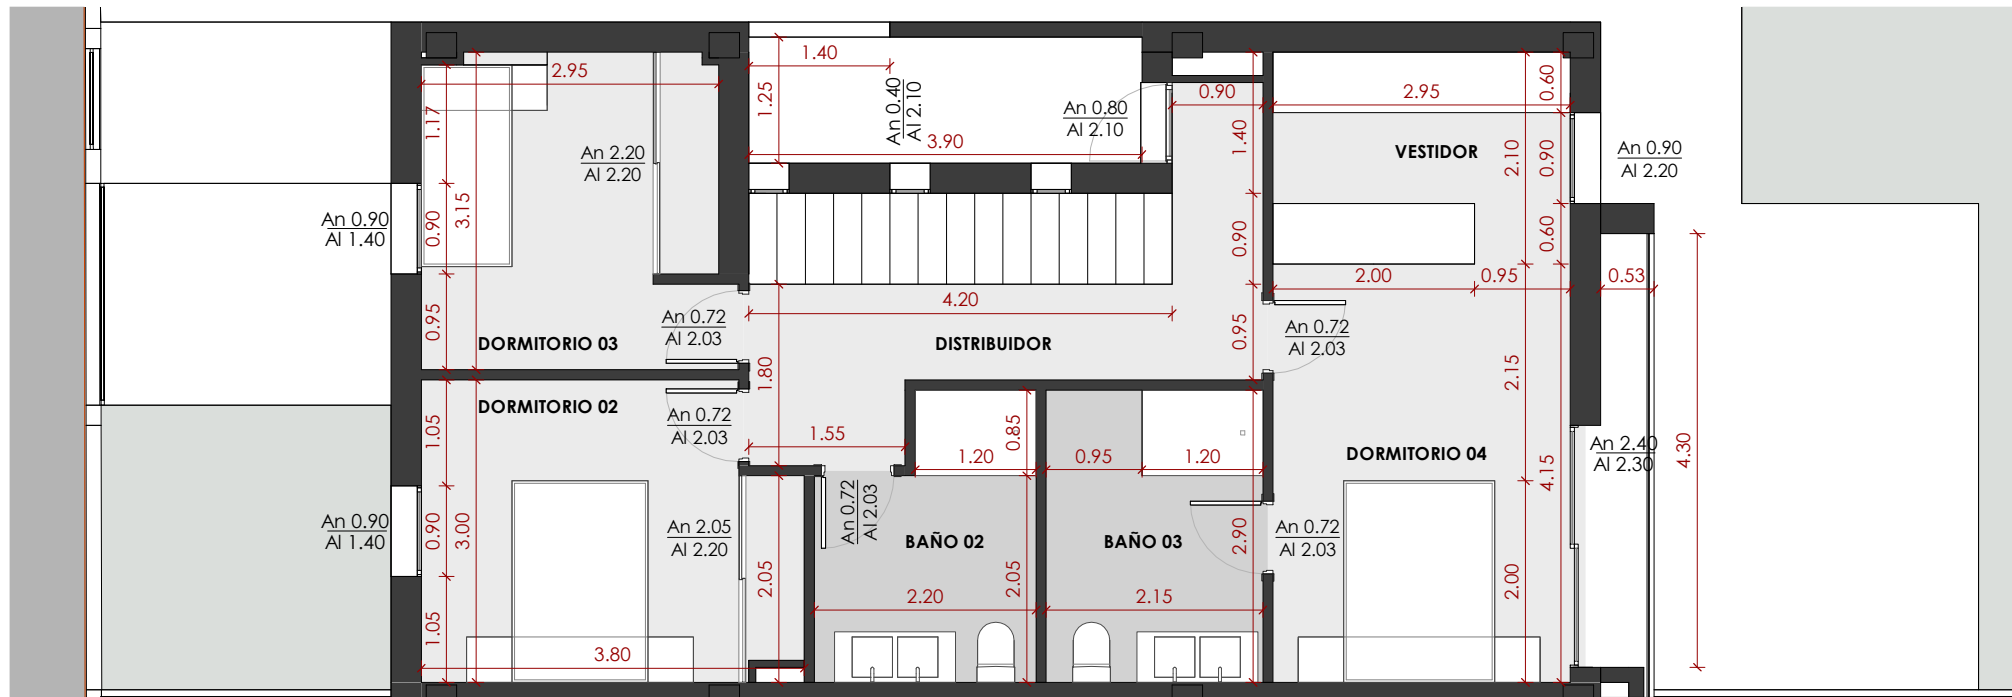 2.95
1.17
3.15
0.90
0.95
An 2.20
Al 2.20
An 0.90
Al 1.40
An 0.72
Al 2.03
DORMITORIO 03
1.40
1.25
An 0.40
Al 2.10
3.90
An 0.80
Al 2.10
0.90
1.40
0.90
0.95
4.20
DISTRIBUIDOR
1.80
1.55
2.95
VESTIDOR
2.10
0.60
0.90
0.60
An 0.90
Al 2.20
2.00
0.95
0.53
An 0.72
Al 2.03
2.15
4.15
DORMITORIO 04
An 2.40
Al 2.30
4.30
DORMITORIO 02
An 0.72
Al 2.03
1.05
0.90
3.00
1.05
An 0.90
Al 1.40
An 2.05
Al 2.20
2.05
3.80
An 0.72
Al 2.03
1.20
0.85
BAÑO 02
2.05
2.20
0.95
1.20
BAÑO 03
2.90
2.15
An 0.72
Al 2.03
2.00